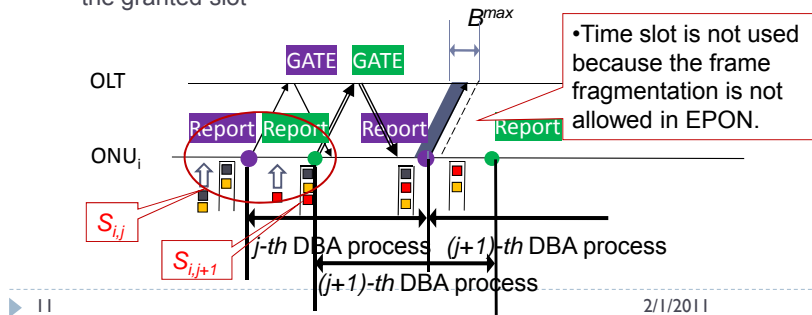 the granted slot
B^max
GATE GATE
OLT
•Time slot is not used
because the frame
fragmentation is not
allowed in EPON.
Report Report Report Report
ONU_i
S_i,j
S_i,j+1
j-th DBA process (j+1)-th DBA process
(j+1)-th DBA process
11 2/1/2011